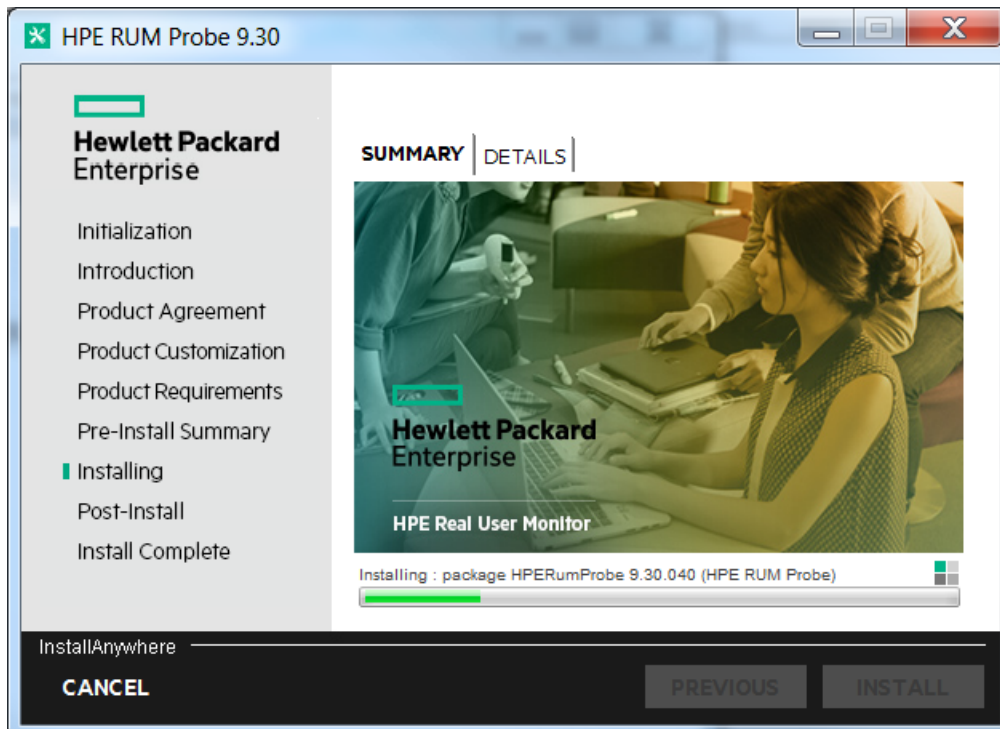 HPE RUM Probe 9.30
Hewlett Packard
Enterprise
Initialization
Introduction
Product Agreement
Product Customization
Product Requirements
Pre-Install Summary
Installing
Post-Install
Install Complete
SUMMARY DETAILS
Hewlett Packard
Enterprise
HPE Real User Monitor
Installing : package HPERumProbe 9.30.040 (HPE RUM Probe)
InstallAnywhere
CANCEL PREVIOUS INSTALL